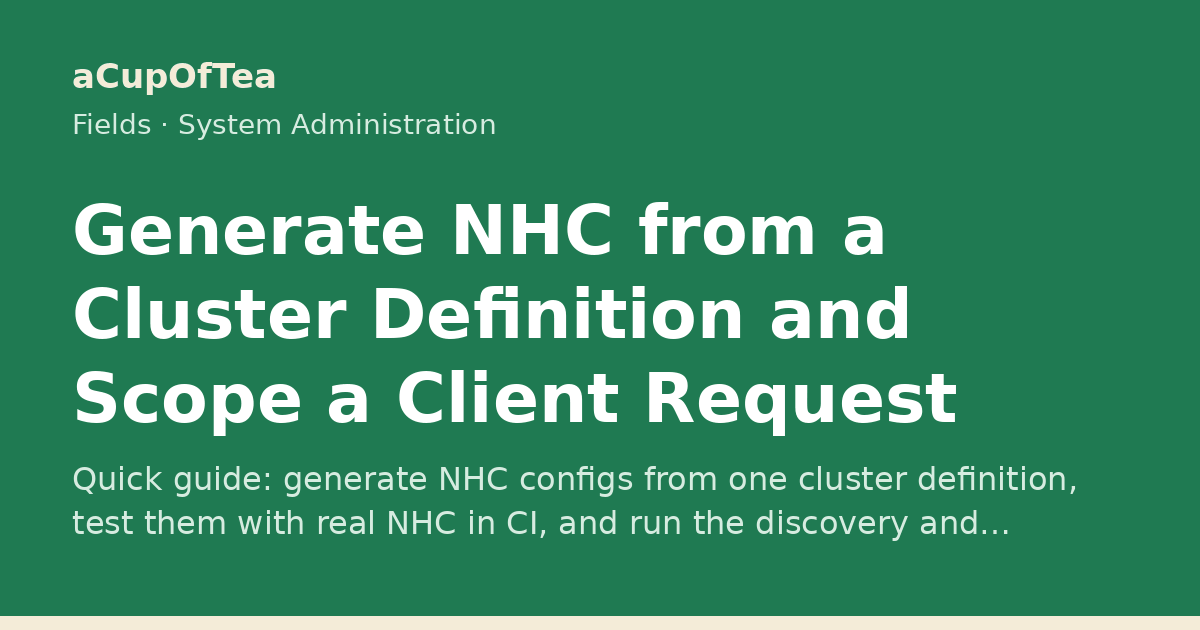 aCupOfTea
Fields · System Administration
Generate NHC from a
Cluster Definition and
Scope a Client Request
Quick guide: generate NHC configs from one cluster definition,
test them with real NHC in CI, and run the discovery and…